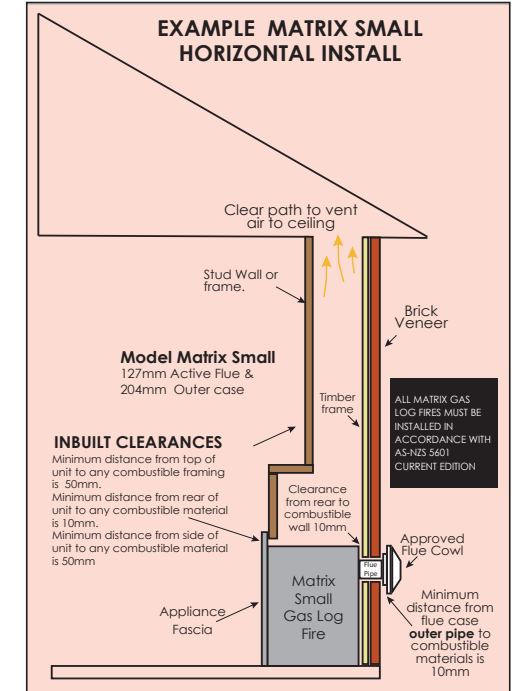 EXAMPLE MATRIX SMALL
HORIZONTAL INSTALL
Clear path to vent
air to ceiling
Stud Wall or
frame.
Brick
Veneer
Model Matrix Small
127mm Active Flue &
204mm Outer case
Timber
frame
ALL MATRIX GAS
LOG FIRES MUST BE
INSTALLED IN
ACCORDANCE WITH
AS-NZS 5601
CURRENT EDITION
INBUILT CLEARANCES
Minimum distance from top of
unit to any combustible framing
is 50mm.
Minimum distance from rear of
unit to any combustible material
is 10mm.
Minimum distance from side of
unit to any combustible material
is 50mm
Clearance
from rear to
combustible
wall 10mm
Approved
Flue Cowl
Flue
Pipe
Matrix
Small
Gas Log
Fire
Appliance
Fascia
Minimum
distance from
flue case
outer pipe to
combustible
materials is
10mm